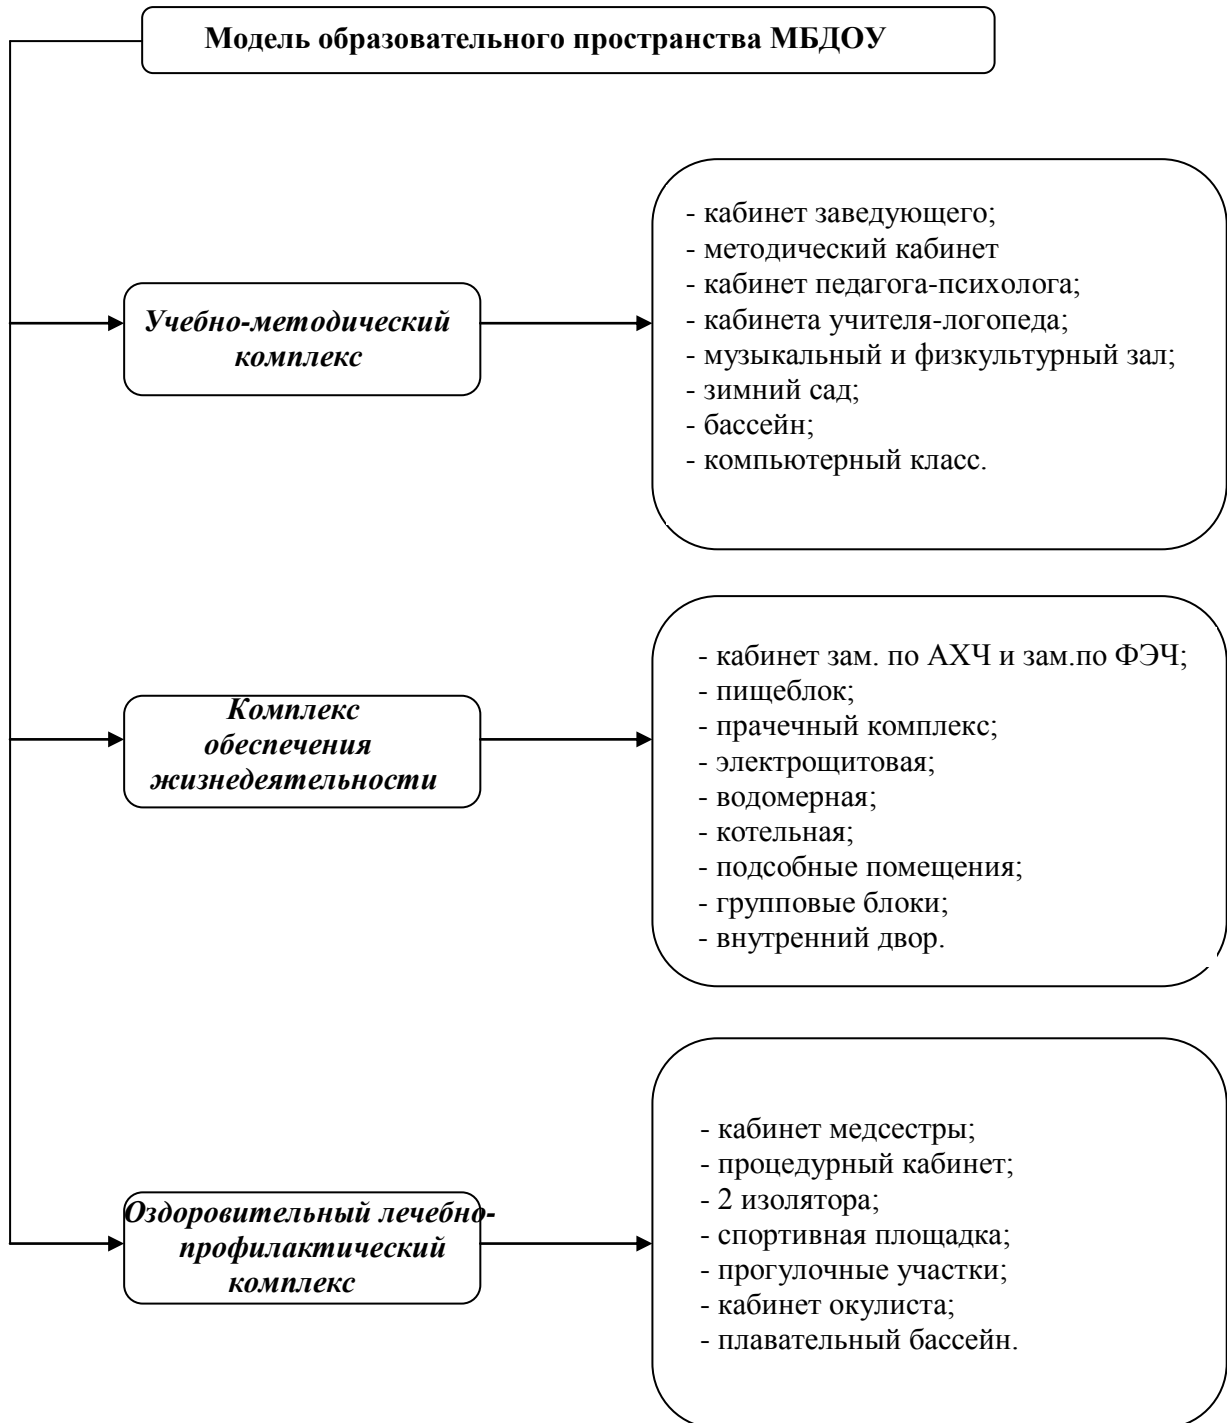 Модель образовательного пространства МБДОУ
Учебно-методический
комплекс
- кабинет заведующего;
- методический кабинет
- кабинет педагога-психолога;
- кабинета учителя-логопеда;
- музыкальный и физкультурный зал;
- зимний сад;
- бассейн;
- компьютерный класс.
Комплекс
обеспечения
жизнедеятельности
- кабинет зам. по АХЧ и зам.по ФЭЧ;
- пищеблок;
- прачечный комплекс;
- электрощитовая;
- водомерная;
- котельная;
- подсобные помещения;
- групповые блоки;
- внутренний двор.
Оздоровительный лечебно-
профилактический
комплекс
- кабинет медсестры;
- процедурный кабинет;
- 2 изолятора;
- спортивная площадка;
- прогулочные участки;
- кабинет окулиста;
- плавательный бассейн.